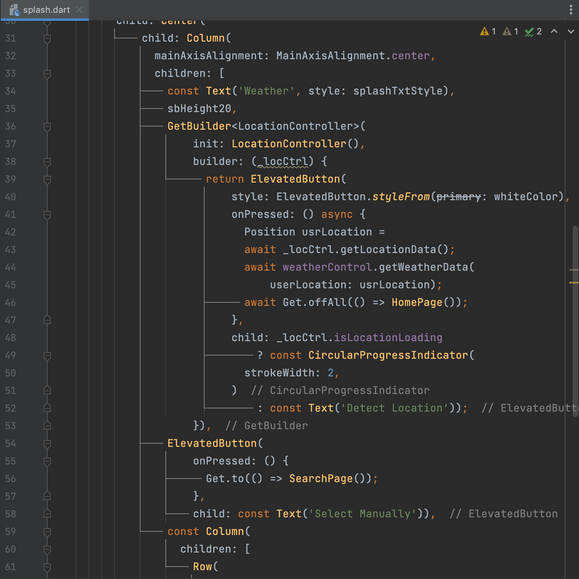 splash.dart
1 1 2
child: Center(
31 child: Column(
32 mainAxisAlignment: MainAxisAlignment.center,
33 children: [
34 const Text('Weather', style: splashTxtStyle),
35 sbHeight20,
36 GetBuilder<LocationController>(
37 init: LocationController(),
38 builder: (_locCtrl) {
39 return ElevatedButton(
40 style: ElevatedButton.styleFrom(primary: whiteColor),
41 onPressed: () async {
42 Position usrLocation =
43 await _locCtrl.getLocationData();
44 await weatherControl.getWeatherData(
45 userLocation: usrLocation);
46 await Get.offAll(() => HomePage());
47 },
48 child: _locCtrl.isLocationLoading
49 ? const CircularProgressIndicator(
50 strokeWidth: 2,
51 ) // CircularProgressIndicator
52 : const Text('Detect Location')); // ElevatedButt
53 }), // GetBuilder
54 ElevatedButton(
55 onPressed: () {
56 Get.to(() => SearchPage());
57 },
58 child: const Text('Select Manually')), // ElevatedButton
59 const Column(
60 children: [
61 Row(